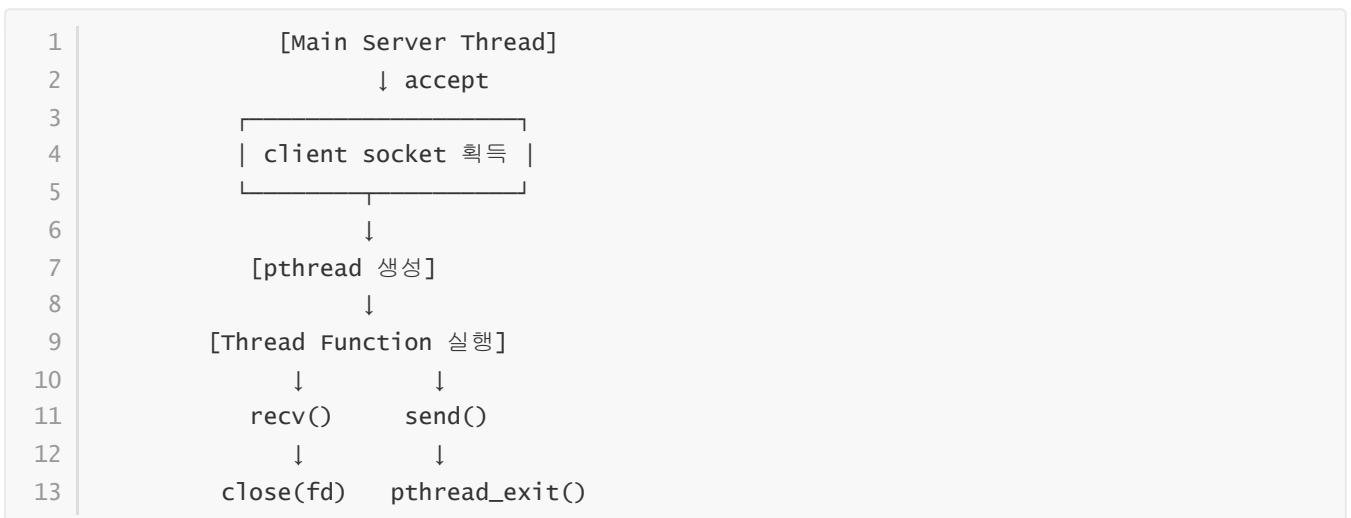 1 [Main Server Thread]
2 ↓ accept
3 ┌────────────────────┐
4 | client socket 획득 |
5 └─────────┬───────────┘
6 ↓
7 [pthread 생성]
8 ↓
9 [Thread Function 실행]
10 ↓ ↓
11 recv() send()
12 ↓ ↓
13 close(fd) pthread_exit()